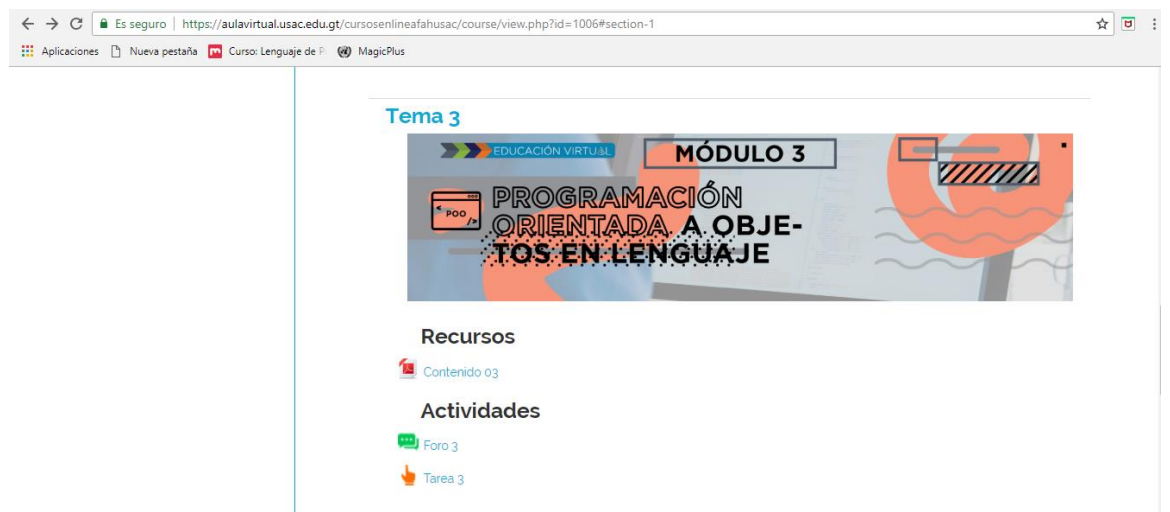 Es seguro | https://aulavirtual.usac.edu.gt/cursosenlineafahusac/course/view.php?id=1006#section-1
Aplicaciones Nueva pestaña Curso: Lenguaje de P MagicPlus
Tema 3
EDUCACIÓN VIRTUAL
MÓDULO 3
< POO />
PROGRAMACIÓN
ORIENTADA A OBJE-
TOS EN LENGUAJE
Recursos
Contenido 03
Actividades
Foro 3
Tarea 3